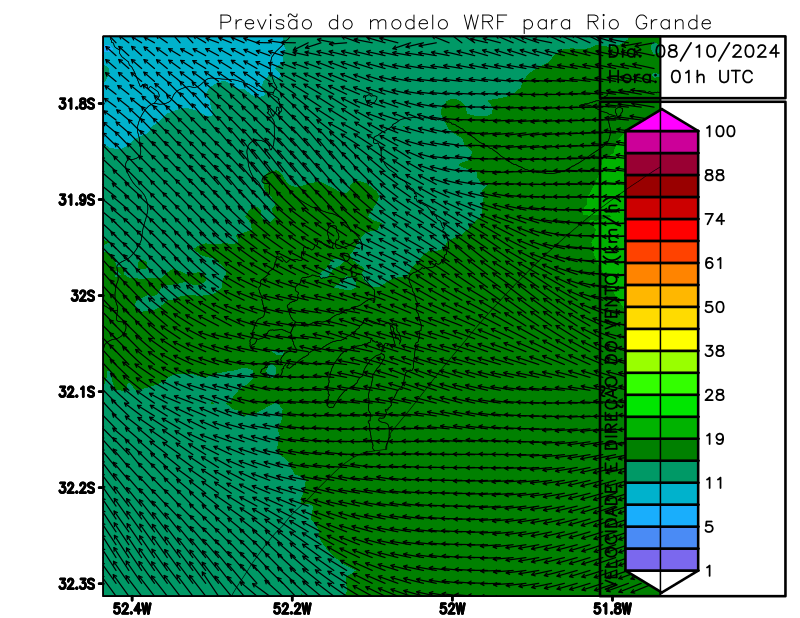 Previsão do modelo WRF para Rio Grande
Dia: 08/10/2024
Hora: 01h UTC
31.8S
31.9S
32S
32.1S
32.2S
32.3S
52.4W
52.2W
52W
51.8W
VELOCIDADE E DIREÇÃO DO VENTO (km/h)
100
88
74
61
50
38
28
19
11
5
1